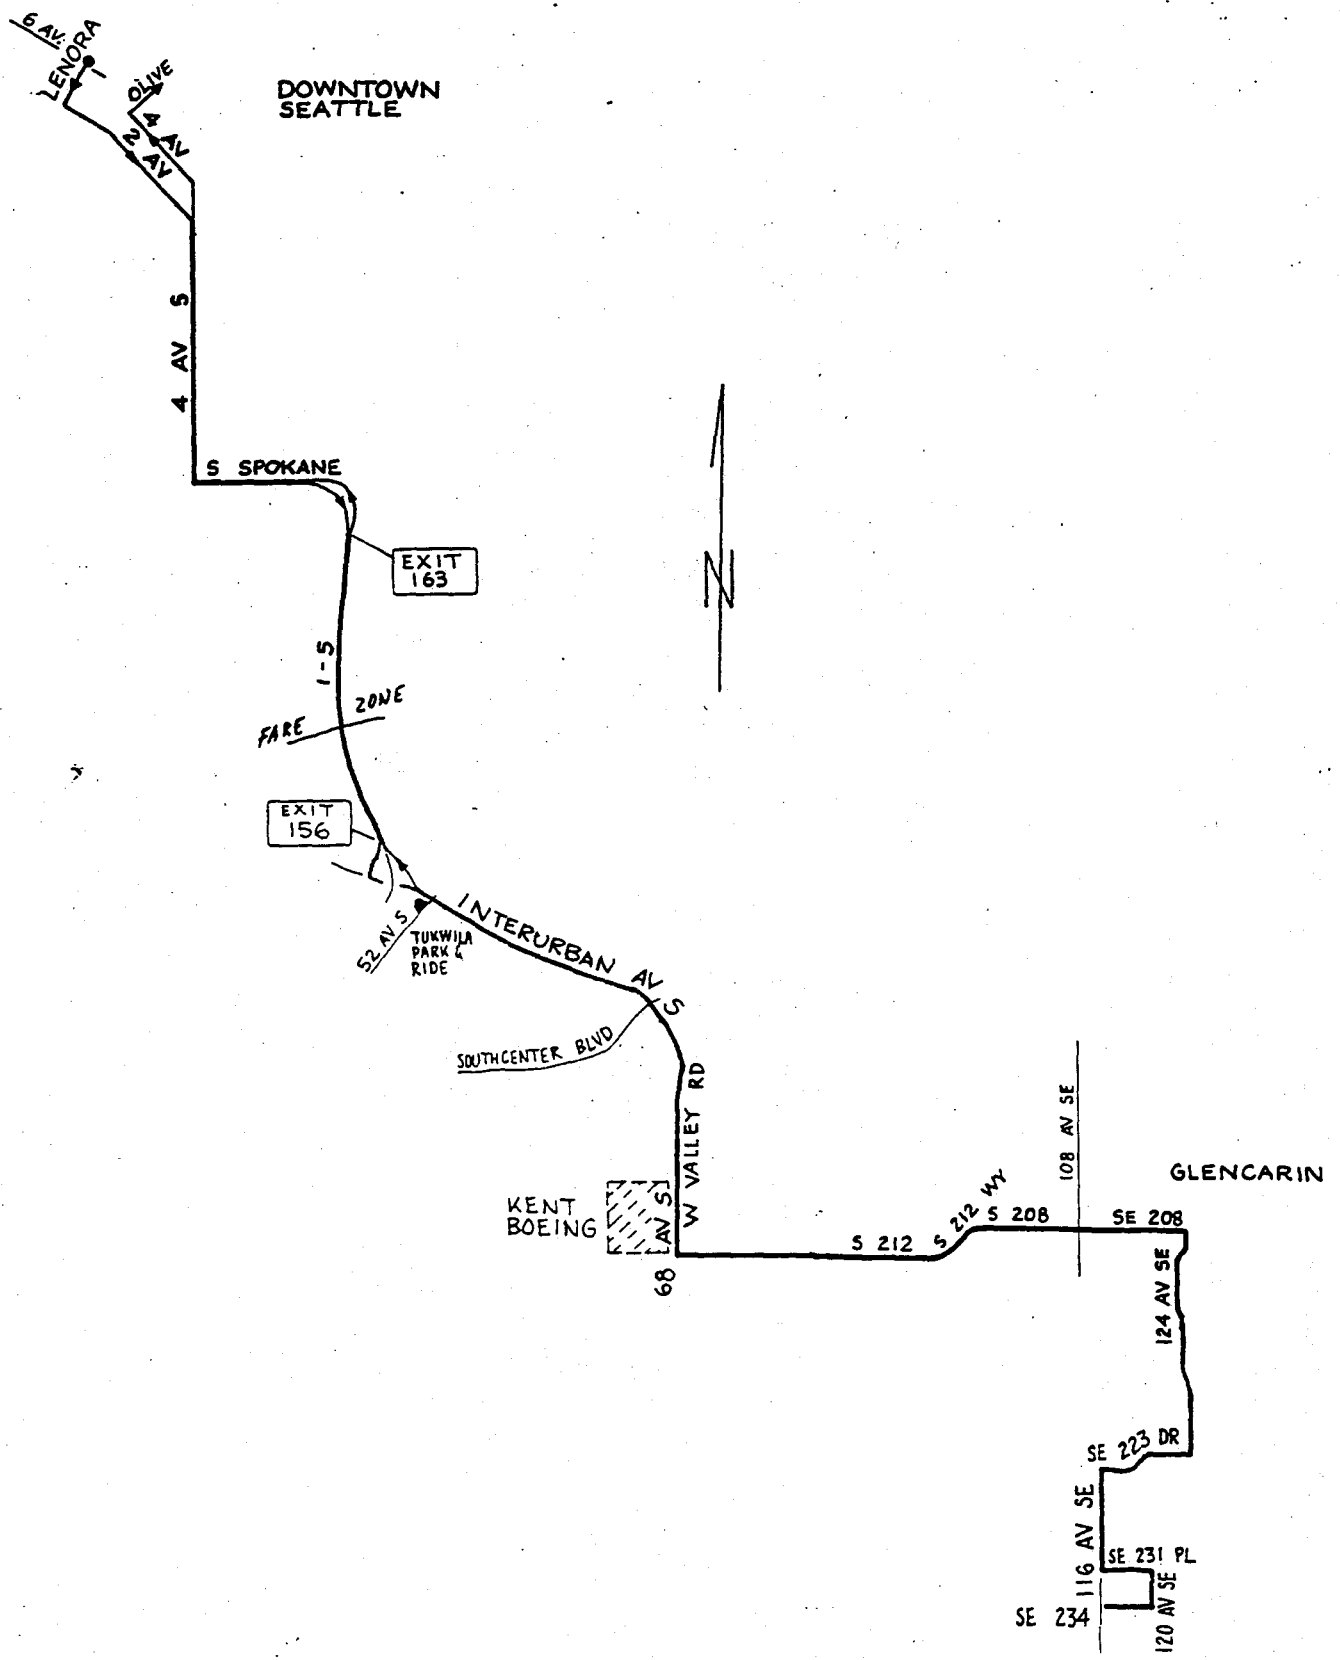 6 AV.
LENORA
OLIVE
DOWNTOWN
SEATTLE
4 AV
2 AV
4 AV S
S SPOKANE
EXIT
163
N
I-5
FARE ZONE
EXIT
156
INTERURBAN AV S
52 AV S
TUKWILA
PARK &
RIDE
SOUTHCENTER BLVD
W VALLEY RD
108 AV SE
GLENCARIN
KENT
BOEING
68 AV S
S 212
S 212 WY
S 208
SE 208
124 AV SE
SE 223 DR
116 AV SE
SE 231 PL
SE 234
120 AV SE